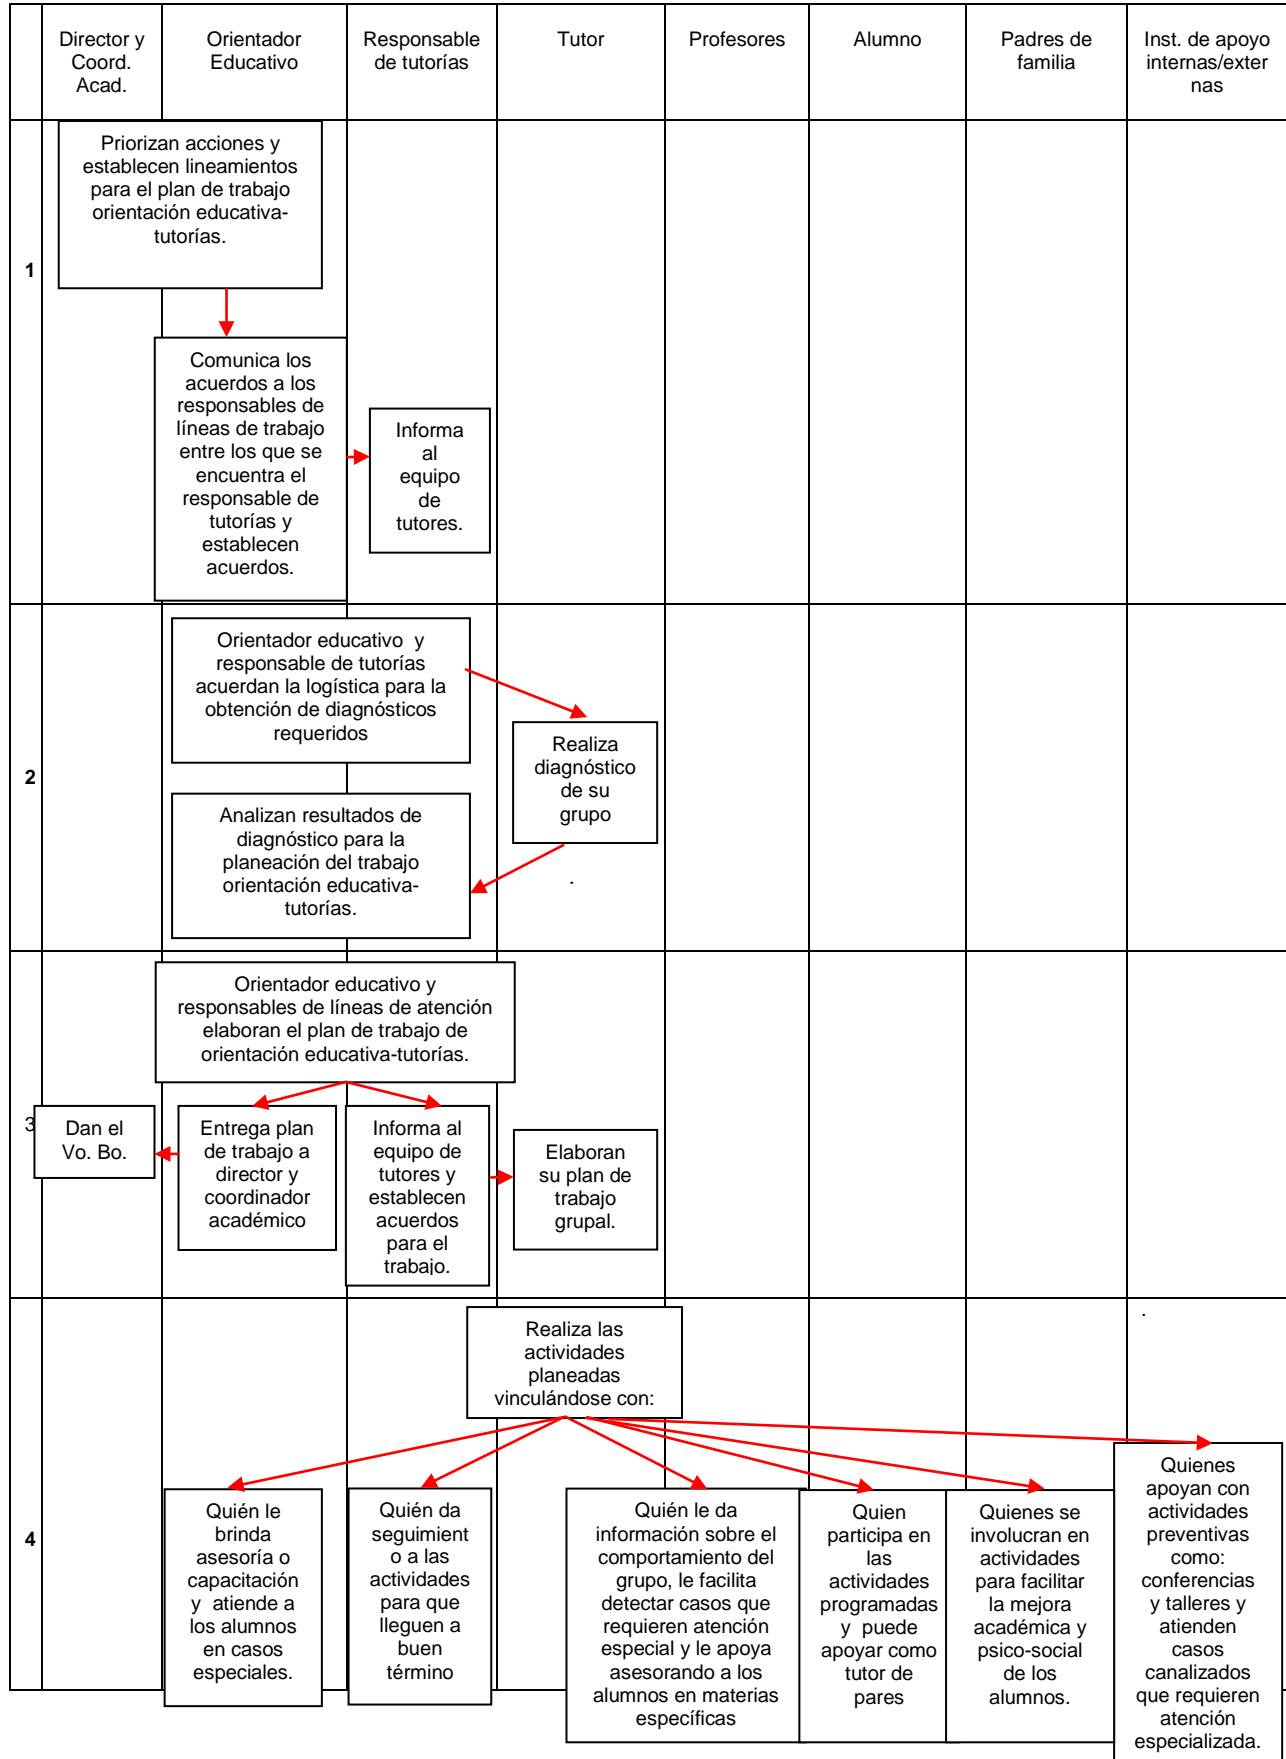 Director y
Coord.
Acad.
Orientador
Educativo
Responsable
de tutorías
Tutor
Profesores
Alumno
Padres de
familia
Inst. de apoyo
internas/exter
nas
1
Priorizan acciones y
establecen lineamientos
para el plan de trabajo
orientación educativa-
tutorías.
Comunica los
acuerdos a los
responsables de
líneas de trabajo
entre los que se
encuentra el
responsable de
tutorías y
establecen
acuerdos.
Informa
al
equipo
de
tutores.
2
Orientador educativo  y
responsable de tutorías
acuerdan la logística para la
obtención de diagnósticos
requeridos
Realiza
diagnóstico
de su
grupo
Analizan resultados de
diagnóstico para la
planeación del trabajo
orientación educativa-
tutorías.
.
3
Orientador educativo y
responsables de líneas de atención
elaboran el plan de trabajo de
orientación educativa-tutorías.
Dan el
Vo. Bo.
Entrega plan
de trabajo a
director y
coordinador
académico
Informa al
equipo de
tutores y
establecen
acuerdos
para el
trabajo.
Elaboran
su plan de
trabajo
grupal.
4
Realiza las
actividades
planeadas
vinculándose con:
.
Quién le
brinda
asesoría o
capacitación
y  atiende a
los alumnos
en casos
especiales.
Quién da
seguimient
o a las
actividades
para que
lleguen a
buen
término
Quién le da
información sobre el
comportamiento del
grupo, le facilita
detectar casos que
requieren atención
especial y le apoya
asesorando a los
alumnos en materias
específicas
Quien
participa en
las
actividades
programadas
y  puede
apoyar como
tutor de
pares
Quienes se
involucran en
actividades
para facilitar
la mejora
académica y
psico-social
de los
alumnos.
Quienes
apoyan con
actividades
preventivas
como:
conferencias
y talleres y
atienden
casos
canalizados
que requieren
atención
especializada.